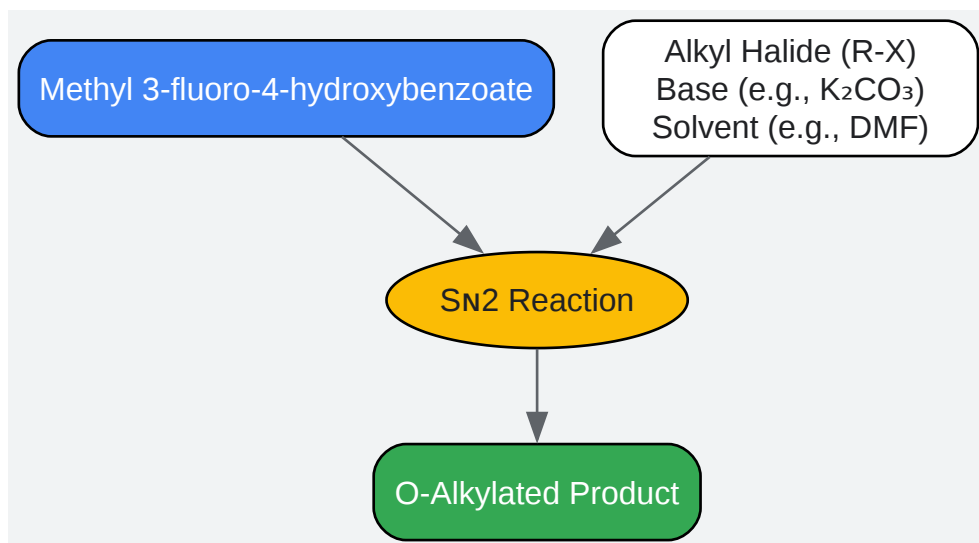 Methyl 3-fluoro-4-hydroxybenzoate
Alkyl Halide (R-X)
Base (e.g., K₂CO₃)
Solvent (e.g., DMF)
Sɴ2 Reaction
O-Alkylated Product